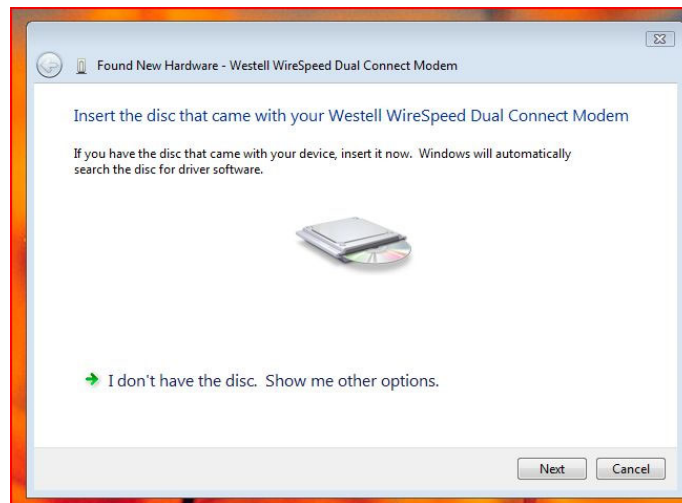 Found New Hardware - Westell WireSpeed Dual Connect Modem
Insert the disc that came with your Westell WireSpeed Dual Connect Modem
If you have the disc that came with your device, insert it now.  Windows will automatically
search the disc for driver software.
I don't have the disc.  Show me other options.
Next Cancel